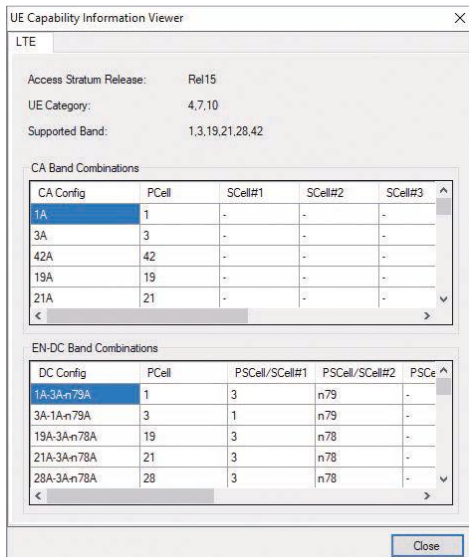 UE Capability Information Viewer
LTE
Access Stratum Release: Rel15
UE Category: 4,7,10
Supported Band: 1,3,19,21,28,42
CA Band Combinations
CA Config PCell SCell#1 SCell#2 SCell#3
1A 1 - - -
3A 3 - - -
42A 42 - - -
19A 19 - - -
21A 21 - - -
EN-DC Band Combinations
DC Config PCell PSCell/SCell#1 PSCell/SCell#2 PSCe
1A-3A-n79A 1 3 n79 -
3A-1A-n79A 3 1 n79 -
19A-3A-n78A 19 3 n78 -
21A-3A-n78A 21 3 n78 -
28A-3A-n78A 28 3 n78 -
Close